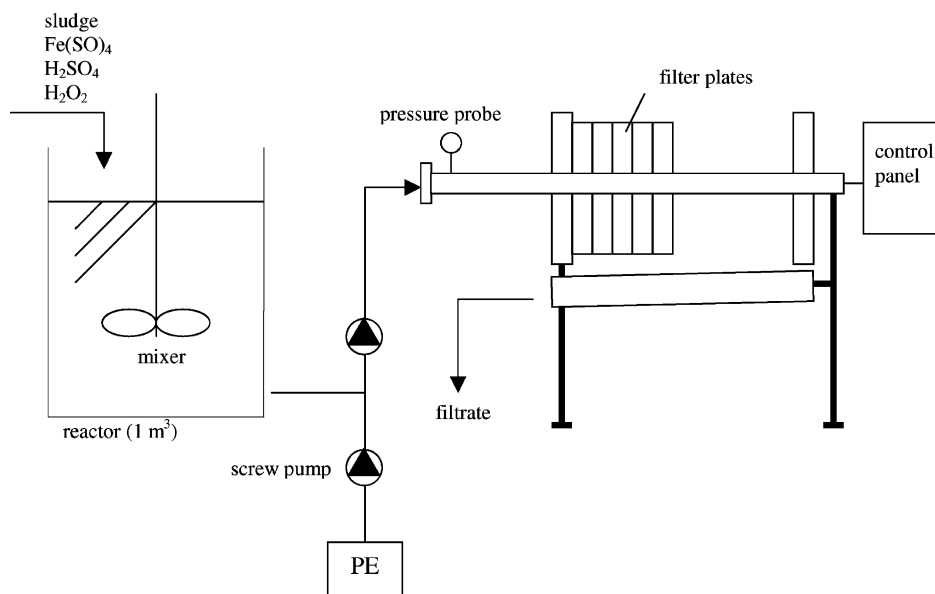 sludge
Fe(SO)₄
H₂SO₄
H₂O₂
filter plates
pressure probe
control
panel
mixer
filtrate
reactor (1 m³)
screw pump
PE